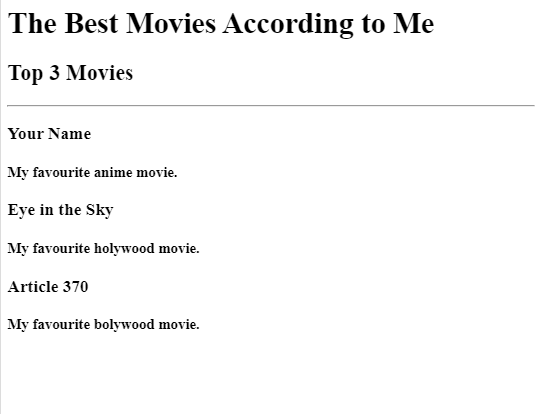 The Best Movies According to Me
Top 3 Movies
Your Name
My favourite anime movie.
Eye in the Sky
My favourite holywood movie.
Article 370
My favourite bolywood movie.